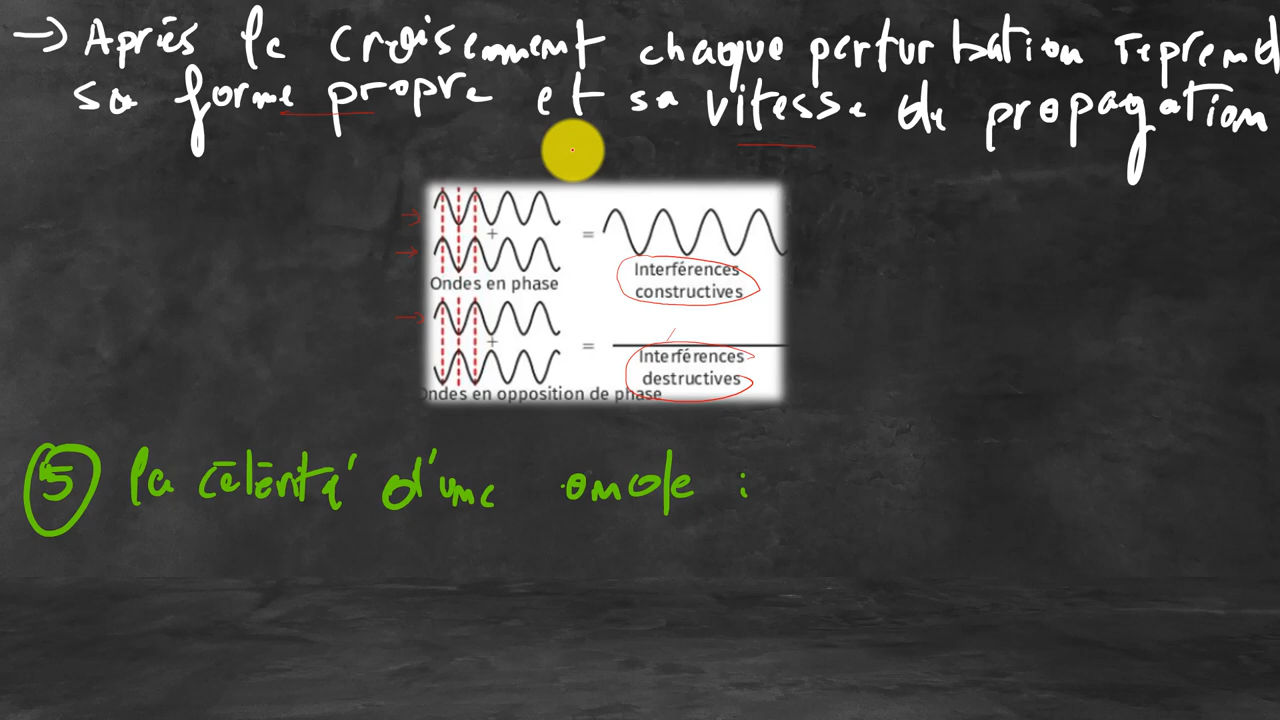 → Après le croisement chaque perturbation reprend
sa forme propre et sa vitesse de propagation
+
=
Interférences
constructives
Ondes en phase
+
=
Interférences
destructives
Ondes en opposition de phase
⑤ la célérité d'une onde :